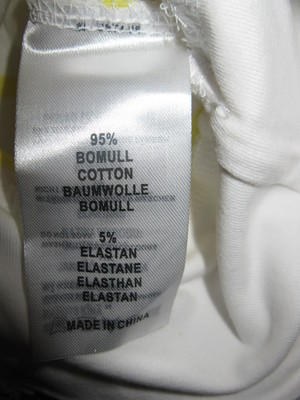 95%
BOMULL
COTTON
BAUMWOLLE
BOMULL
5%
ELASTAN
ELASTANE
ELASTHAN
ELASTAN
MADE IN CHINA